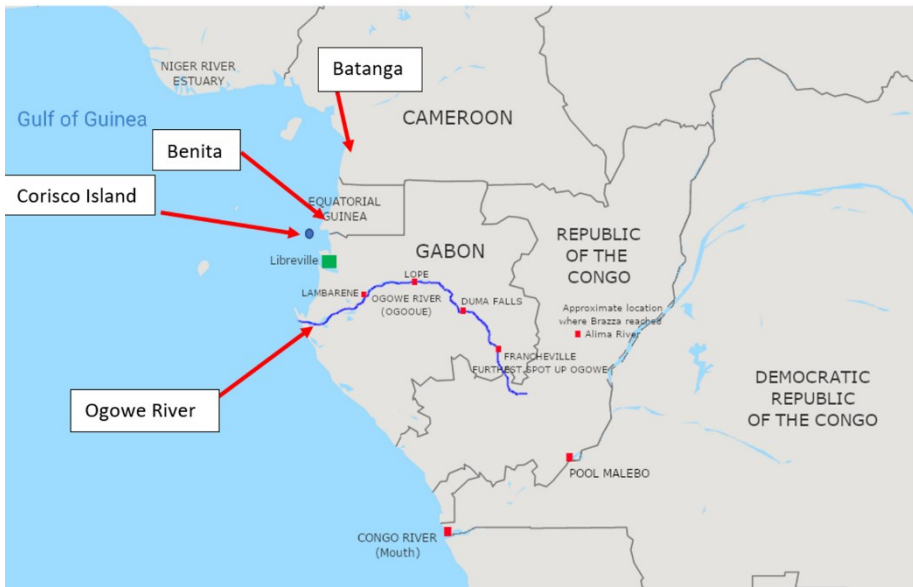 Batanga
NIGER RIVER
ESTUARY
CAMEROON
Gulf of Guinea
Benita
Corisco Island
EQUATORIAL
GUINEA
GABON
REPUBLIC
OF THE
CONGO
Libreville
LOPE
LAMBARENE
OGOWE RIVER
(OGOOUE)
DUMA FALLS
Approximate location
where Brazza reached
Alima River
FRANCHEVILLE
FURTHEST SPOT UP OGOWE
DEMOCRATIC
REPUBLIC
OF THE CONGO
Ogowe River
POOL MALEBO
CONGO RIVER
(Mouth)